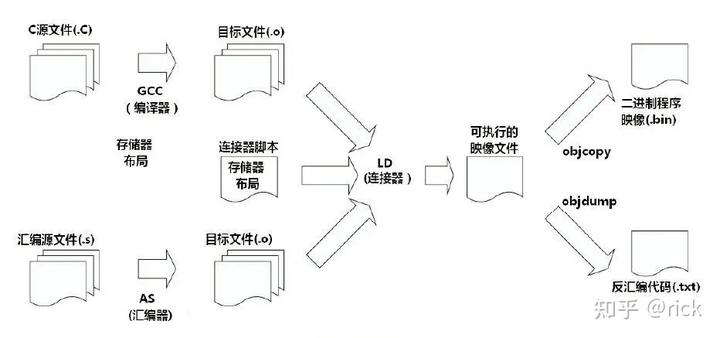 C源文件(.C)
目标文件(.o)
GCC
(编译器)
存储器
布局
连接器脚本
存储器
布局
LD
(连接器)
可执行的
映像文件
objcopy
二进制程序
映像(.bin)
objdump
反汇编代码(.txt)
汇编源文件(.s)
目标文件(.o)
AS
(汇编器)
知乎 @rick